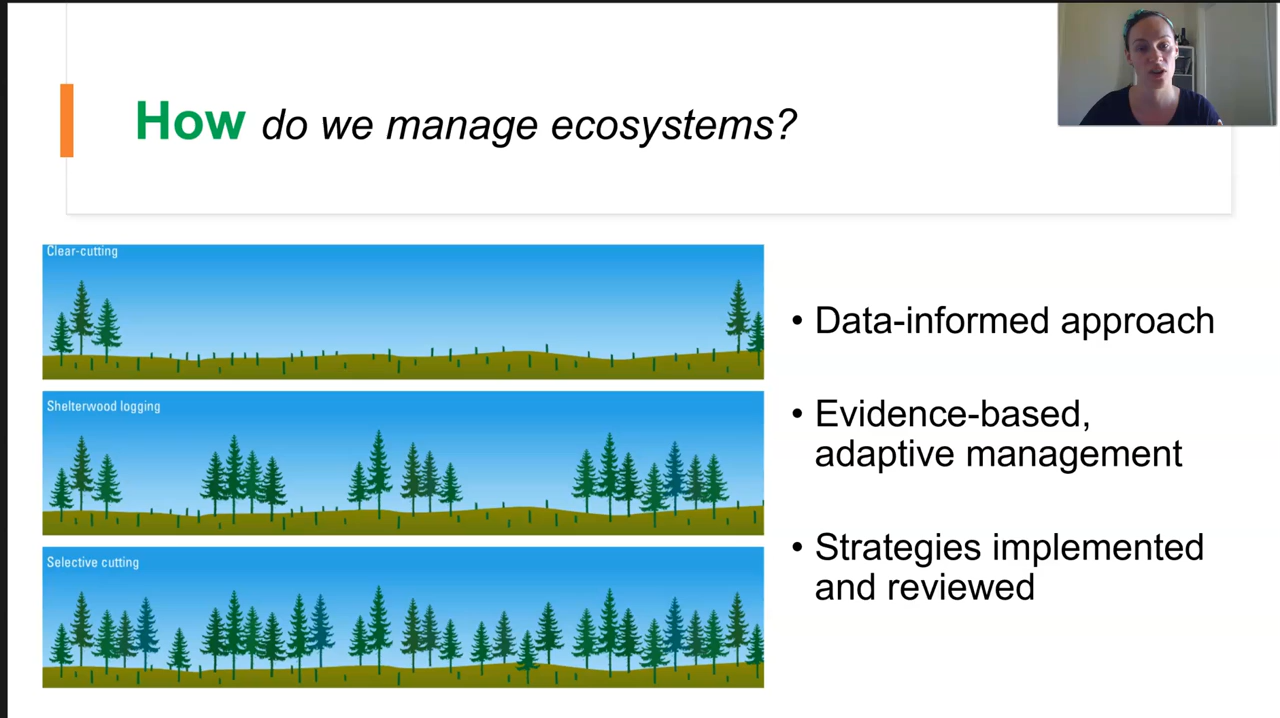 How do we manage ecosystems?
Clear-cutting
Shelterwood logging
Selective cutting
• Data-informed approach
• Evidence-based,
adaptive management
• Strategies implemented
and reviewed